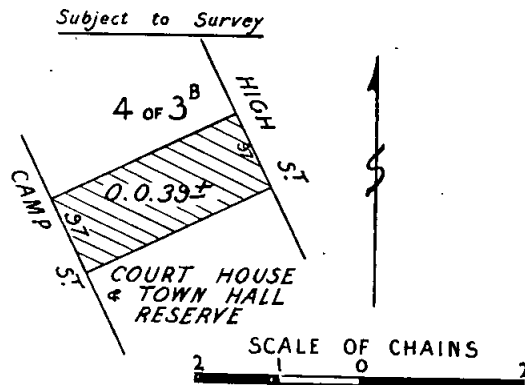 Subject to Survey
4 OF 3ᴮ
HIGH ST.
97
0.0.39±
CAMP ST.
97
COURT HOUSE
& TOWN HALL
RESERVE
SCALE OF CHAINS
2 1 0 2